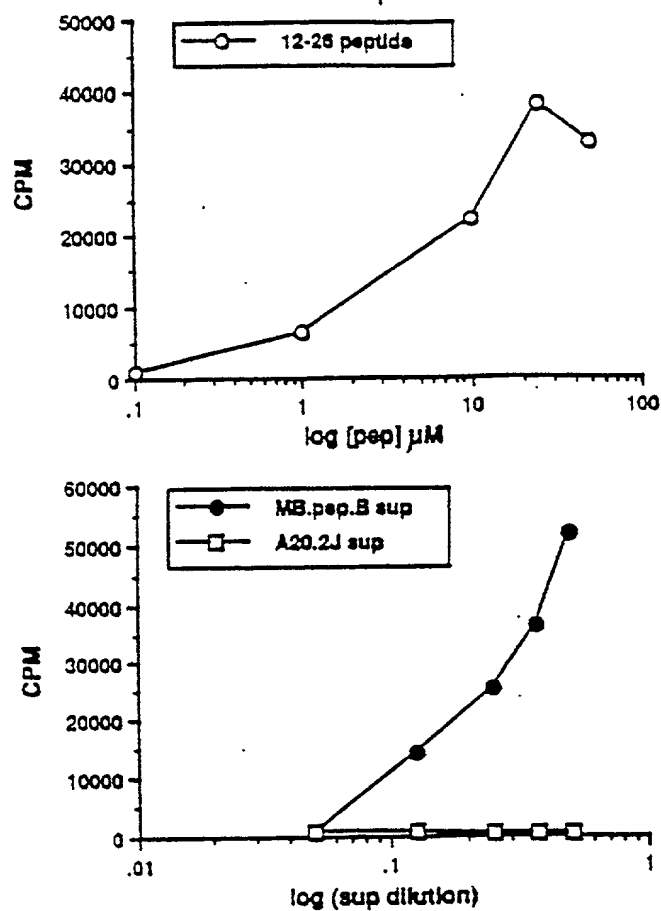 50000
12-26 peptide
40000
30000
CPM
20000
10000
0
.1
1
10
100
log [pep] µM
60000
MB.pep.B sup
A20.2J sup
50000
40000
CPM
30000
20000
10000
0
.01
.1
1
log (sup dilution)